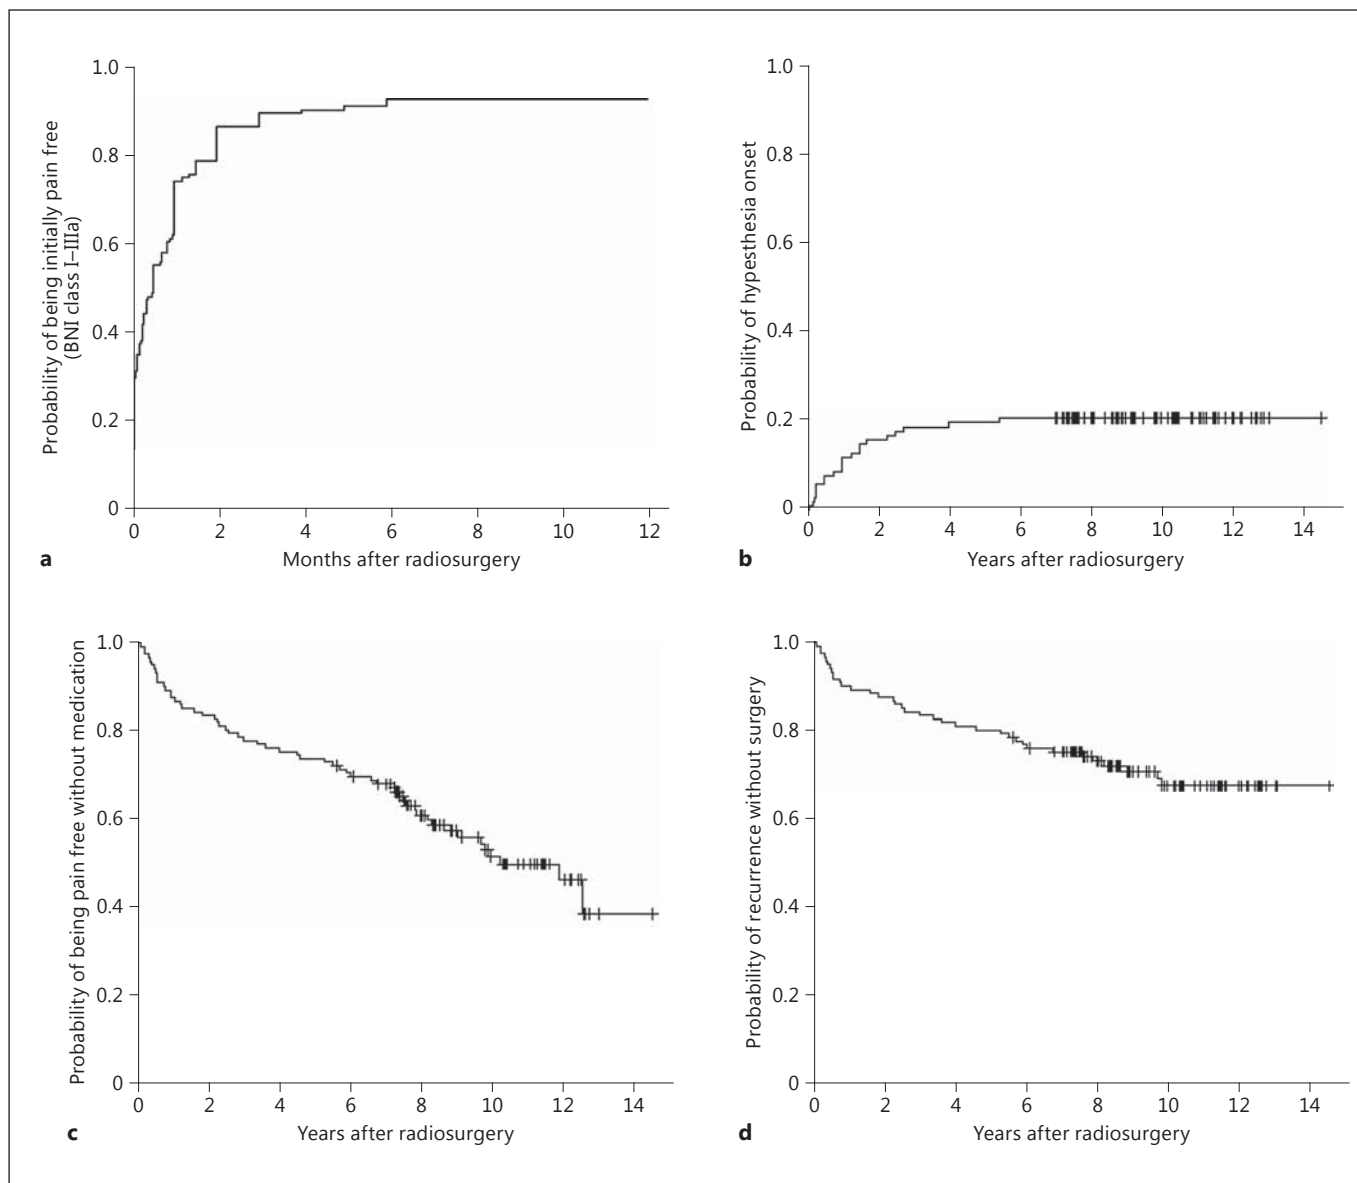 1.0
0.8
0.6
0.4
0.2
0
Probability of being initially pain free
(BNI class I–IIIa)
0 2 4 6 8 10 12
Months after radiosurgery
a
1.0
0.8
0.6
0.4
0.2
0
Probability of hypesthesia onset
0 2 4 6 8 10 12 14
Years after radiosurgery
b
1.0
0.8
0.6
0.4
0.2
0
Probability of being pain free without medication
0 2 4 6 8 10 12 14
Years after radiosurgery
c
1.0
0.8
0.6
0.4
0.2
0
Probability of recurrence without surgery
0 2 4 6 8 10 12 14
Years after radiosurgery
d